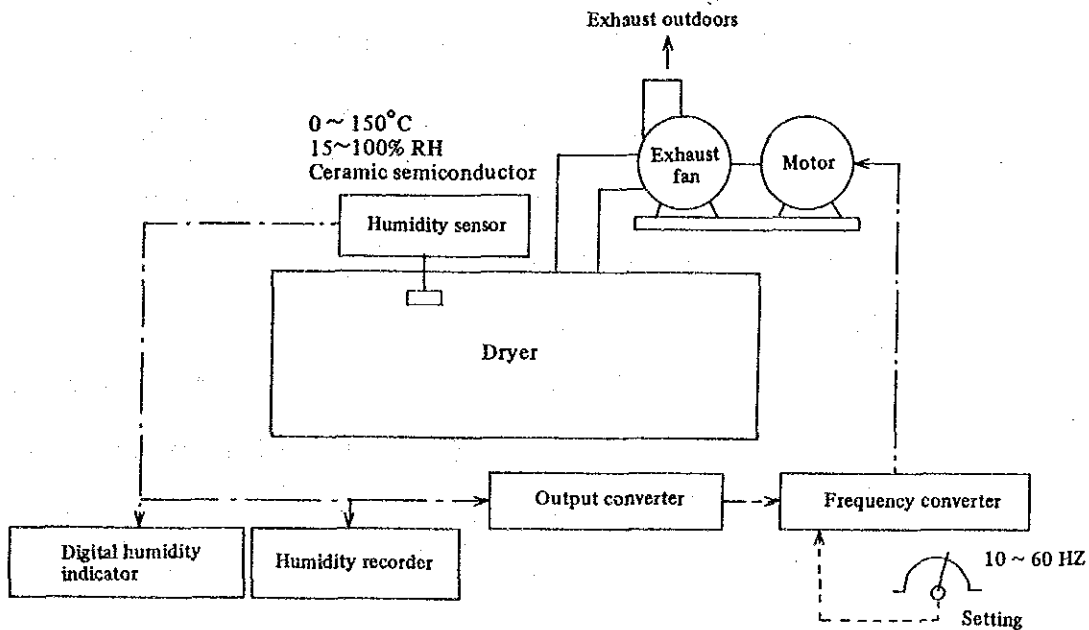 Exhaust outdoors
0 ~ 150°C
15~100% RH
Ceramic semiconductor
Exhaust
fan
Motor
Humidity sensor
Dryer
Output converter
Frequency converter
Digital humidity
indicator
Humidity recorder
10 ~ 60 HZ
Setting